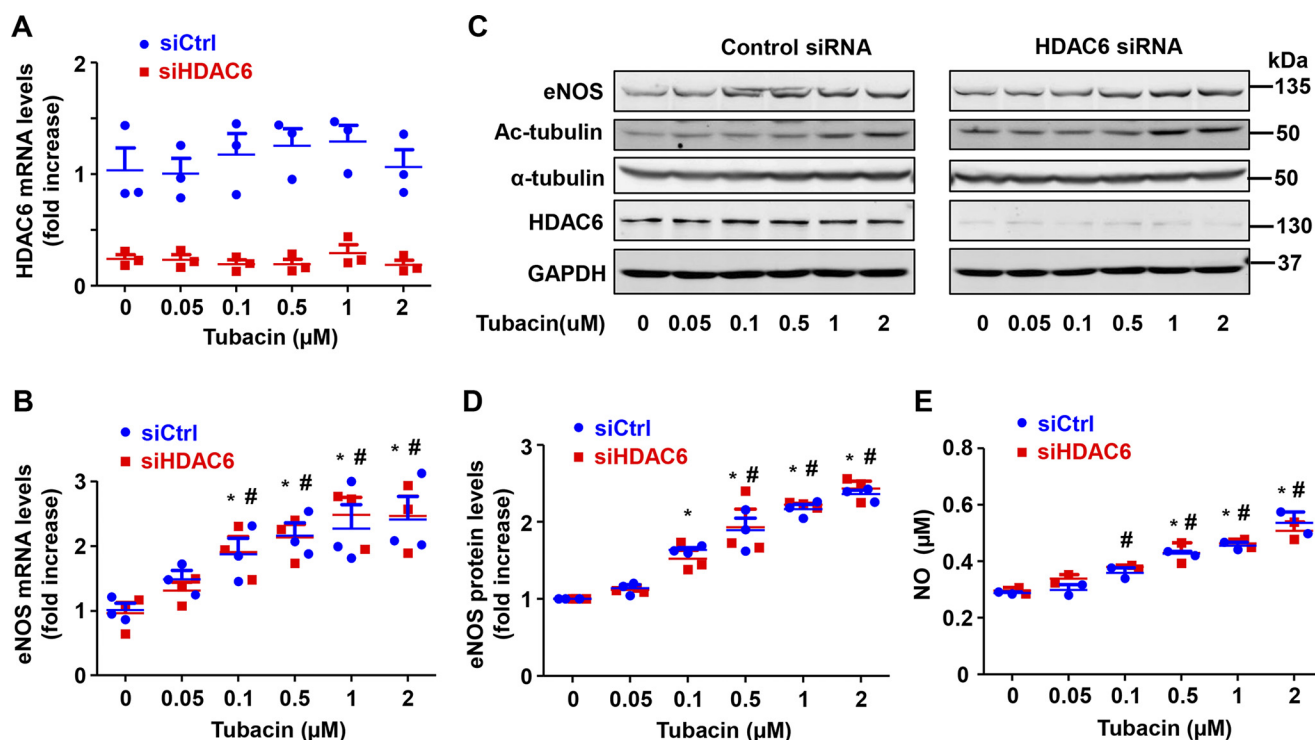 A
siCtrl
siHDAC6
HDAC6 mRNA levels
(fold increase)
2
1
0
0 0.05 0.1 0.5 1 2
Tubacin (µM)
C
Control siRNA HDAC6 siRNA
kDa
eNOS 135
Ac-tubulin 50
α-tubulin 50
HDAC6 130
GAPDH 37
Tubacin(uM) 0 0.05 0.1 0.5 1 2 0 0.05 0.1 0.5 1 2
B
siCtrl
siHDAC6
eNOS mRNA levels
(fold increase)
3
2
1
0
* # * # * # * #
0 0.05 0.1 0.5 1 2
Tubacin (µM)
D
siCtrl
siHDAC6
eNOS protein levels
(fold increase)
3
2
1
0
* * # * # * #
0 0.05 0.1 0.5 1 2
Tubacin (µM)
E
siHDAC6
siCtrl
NO (µM)
0.8
0.6
0.4
0.2
0
# * # * # * #
0 0.05 0.1 0.5 1 2
Tubacin (µM)